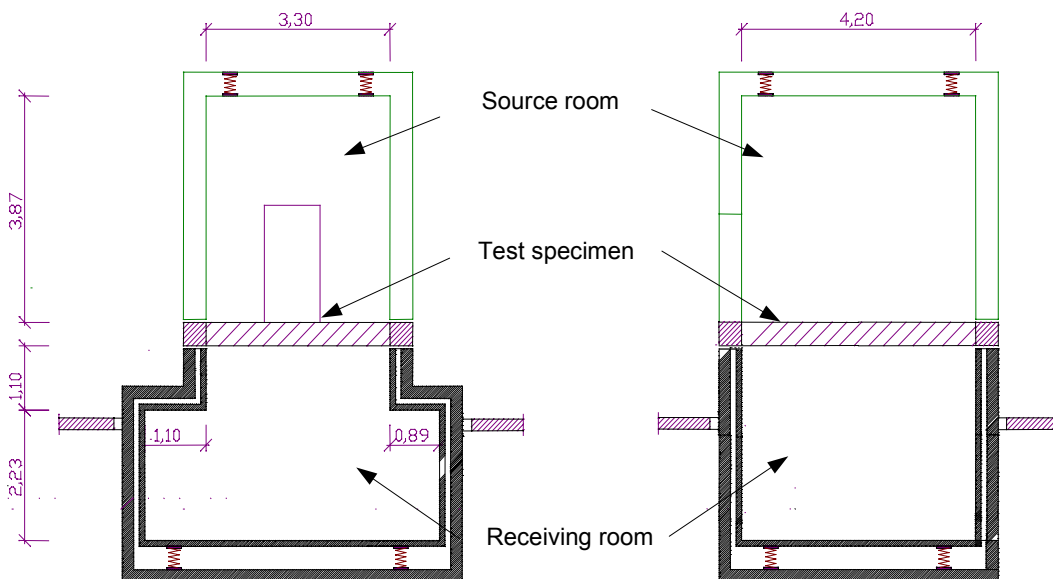 3,30
4,20
Source room
3,87
Test specimen
1,10
1,10
0,89
2,23
Receiving room